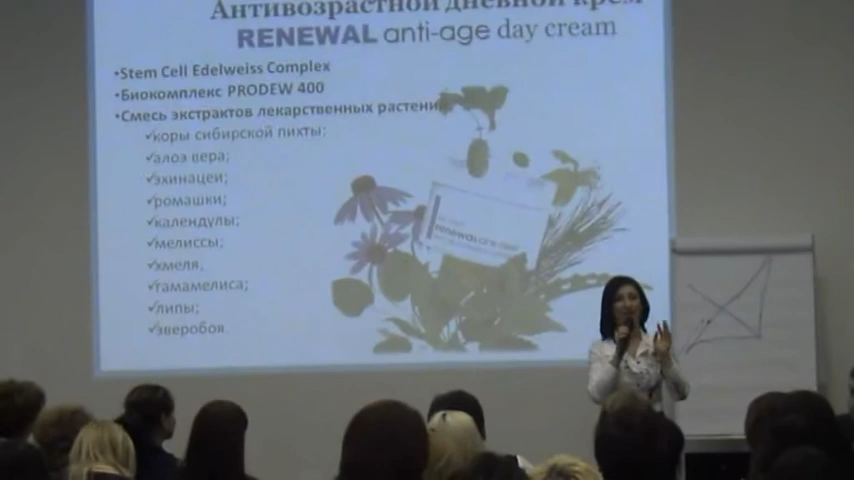 Антивозрастной дневной крем
RENEWAL anti-age day cream
•Stem Cell Edelweiss Complex
•Биокомплекс PRODEW 400
•Смесь экстрактов лекарственных растений
✓коры сибирской пихты;
✓алоэ вера;
✓эхинацеи;
✓ромашки;
✓календулы;
✓мелиссы;
✓хмеля;
✓гамамелиса;
✓липы;
✓зверобоя